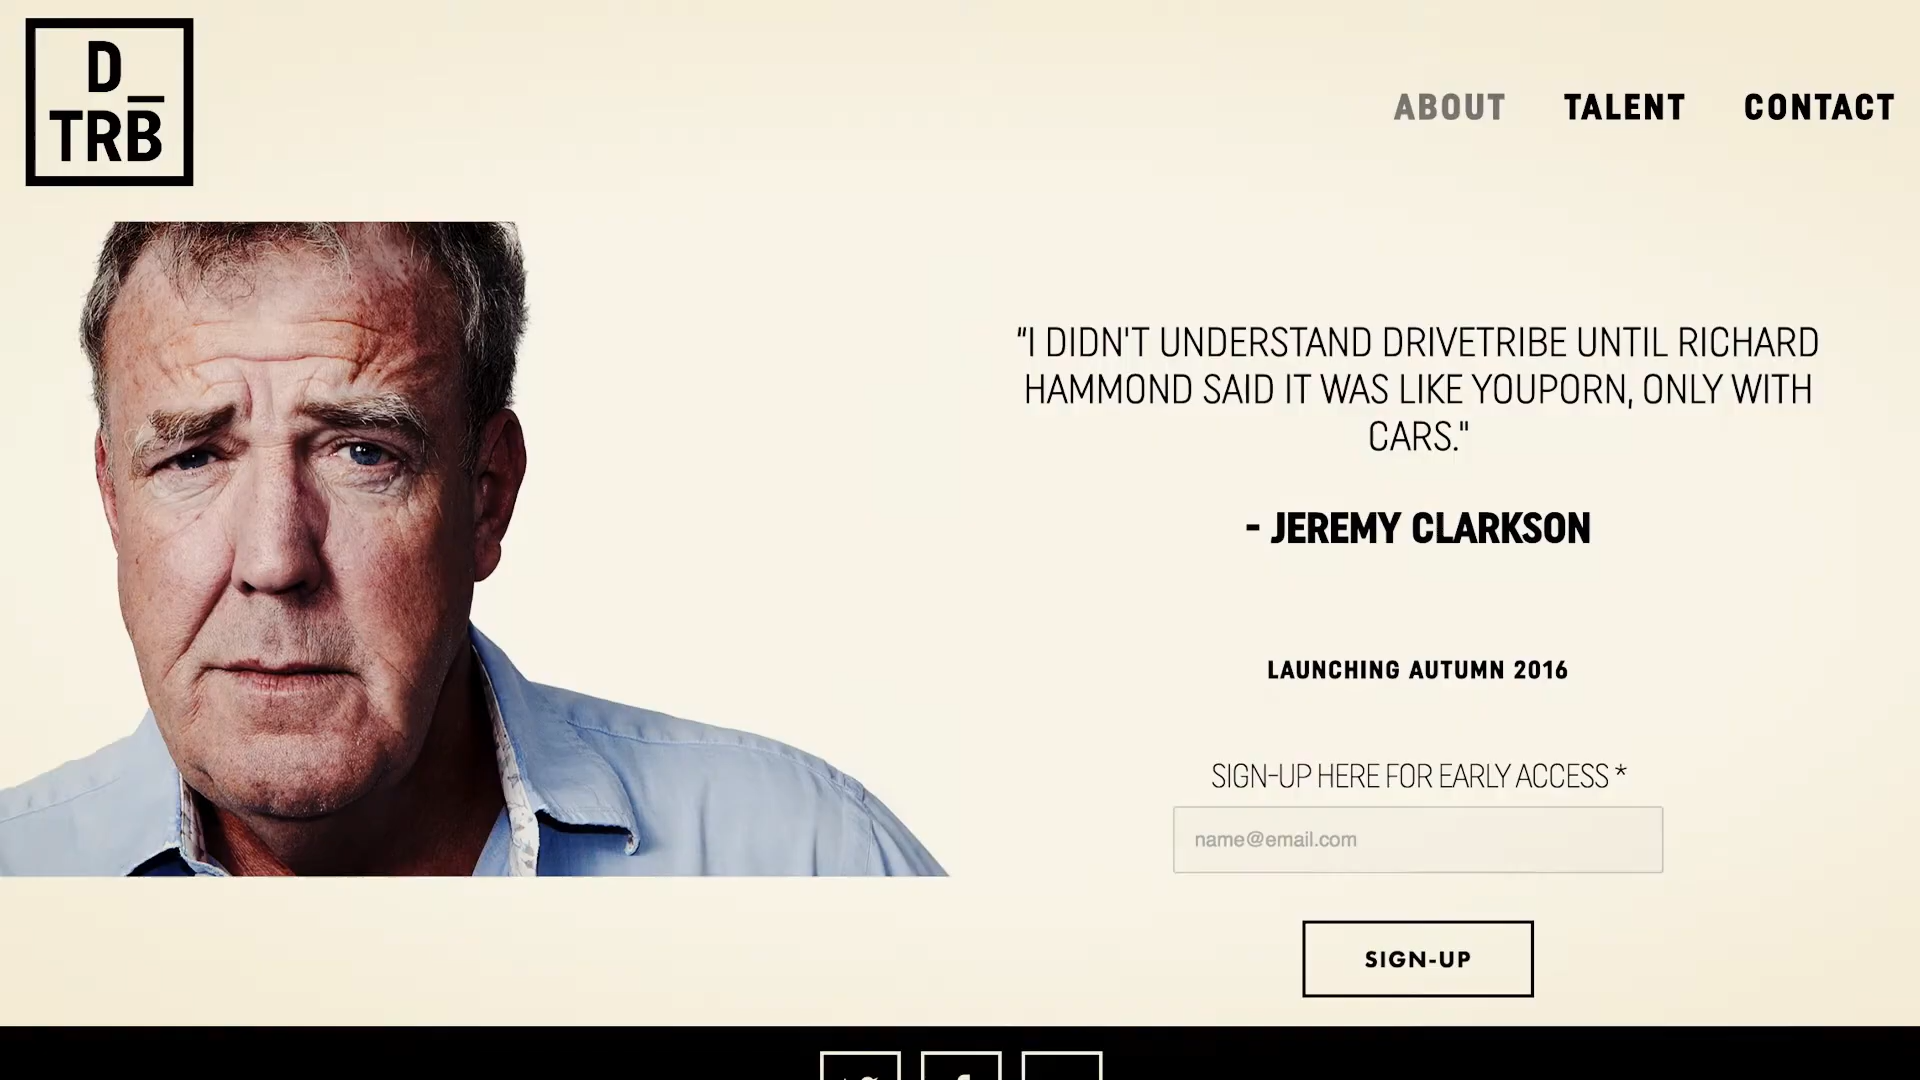 D_
TRB
ABOUT TALENT CONTACT
"I DIDN'T UNDERSTAND DRIVETRIBE UNTIL RICHARD
HAMMOND SAID IT WAS LIKE YOUPORN, ONLY WITH
CARS."
- JEREMY CLARKSON
LAUNCHING AUTUMN 2016
SIGN-UP HERE FOR EARLY ACCESS *
name@email.com
SIGN-UP